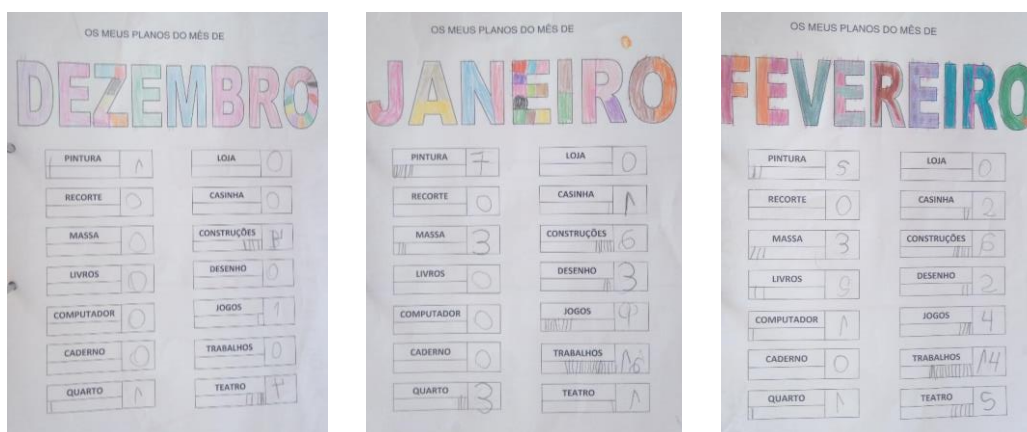 OS MEUS PLANOS DO MÊS DE
DEZEMBRO
PINTURA 1 LOJA 0
RECORTE 0 CASINHA 0
MASSA 0 CONSTRUÇÕES
LIVROS 0 DESENHO 0
COMPUTADOR 0 JOGOS 1
CADERNO 0 TRABALHOS 0
QUARTO 1 TEATRO
OS MEUS PLANOS DO MÊS DE
JANEIRO
PINTURA 7 LOJA 0
RECORTE 0 CASINHA 1
MASSA 3 CONSTRUÇÕES 6
LIVROS 0 DESENHO 3
COMPUTADOR 0 JOGOS
CADERNO 0 TRABALHOS 16
QUARTO 3 TEATRO 1
OS MEUS PLANOS DO MÊS DE
FEVEREIRO
PINTURA 5 LOJA 0
RECORTE 0 CASINHA 2
MASSA 3 CONSTRUÇÕES 6
LIVROS DESENHO 2
COMPUTADOR 1 JOGOS 4
CADERNO 0 TRABALHOS 14
QUARTO 1 TEATRO 5